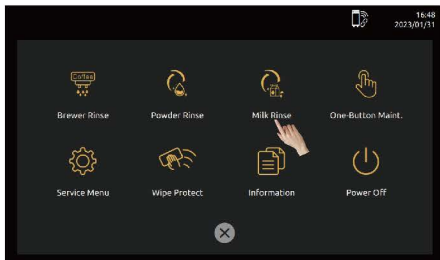 16:48
2023/01/31
Coffee
Brewer Rinse
Powder Rinse
Milk Rinse
One-Button Maint.
Service Menu
Wipe Protect
Information
Power Off